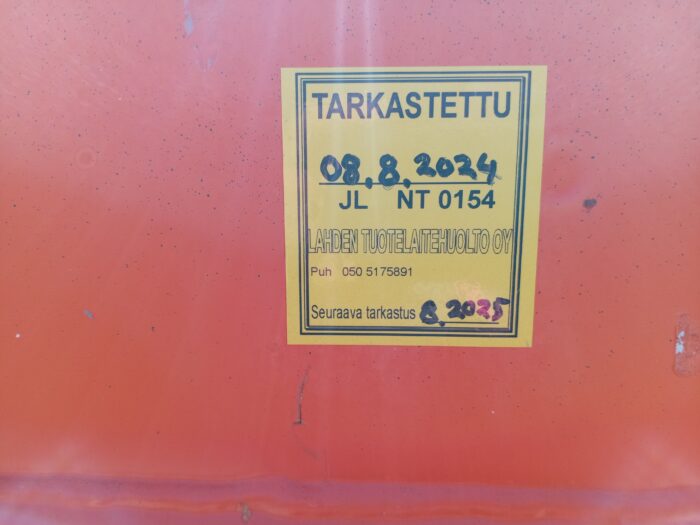 TARKASTETTU
08.8.2024
JL NT 0154
LAHDEN TUOTELAITEHUOLTO OY
Puh 050 5175891
Seuraava tarkastus 8.2025